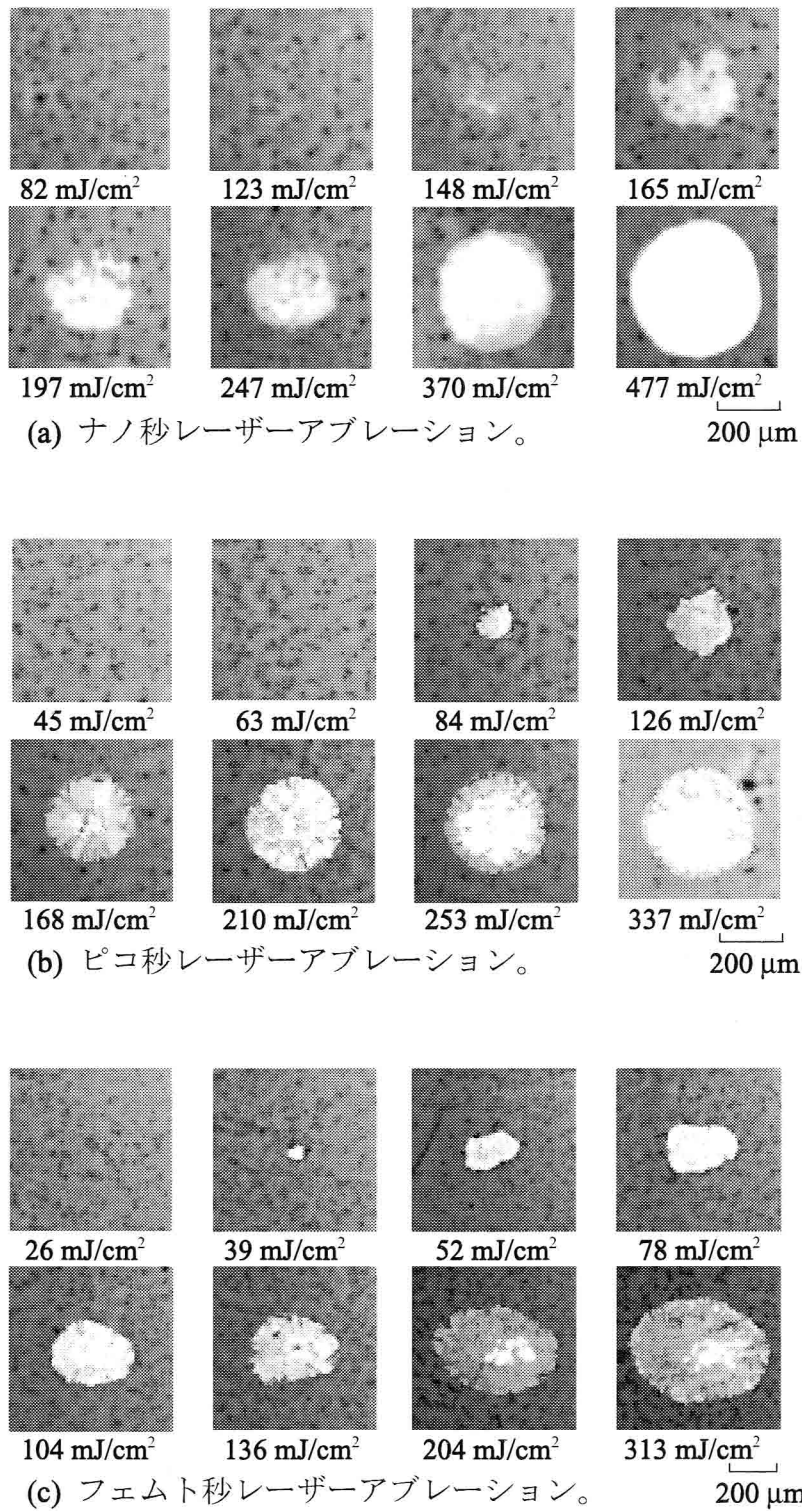 82 mJ/cm² 123 mJ/cm² 148 mJ/cm² 165 mJ/cm²
197 mJ/cm² 247 mJ/cm² 370 mJ/cm² 477 mJ/cm²
(a) ナノ秒レーザーアブレーション。 200 μm
45 mJ/cm² 63 mJ/cm² 84 mJ/cm² 126 mJ/cm²
168 mJ/cm² 210 mJ/cm² 253 mJ/cm² 337 mJ/cm²
(b) ピコ秒レーザーアブレーション。 200 μm
26 mJ/cm² 39 mJ/cm² 52 mJ/cm² 78 mJ/cm²
104 mJ/cm² 136 mJ/cm² 204 mJ/cm² 313 mJ/cm²
(c) フェムト秒レーザーアブレーション。 200 μm